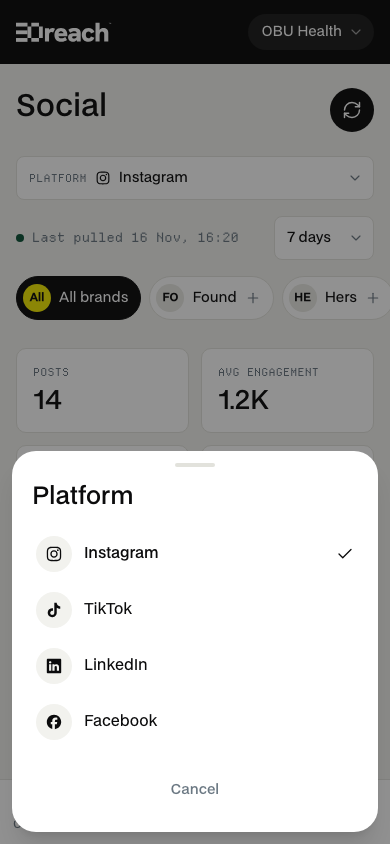 reach
OBU Health
Social
PLATFORM Instagram
Last pulled 16 Nov, 16:20
7 days
All All brands
FO Found +
HE Hers +
POSTS
14
AVG ENGAGEMENT
1.2K
Platform
Instagram
TikTok
LinkedIn
Facebook
Cancel